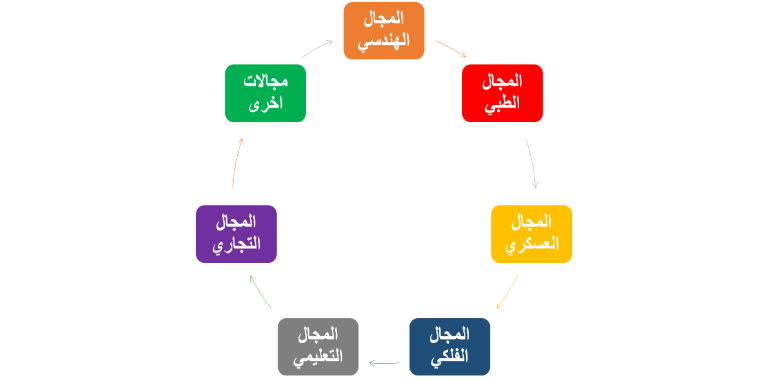 المجال
الهندسي
المجال
الطبي
المجال
العسكري
المجال
الفلكي
المجال
التعليمي
المجال
التجاري
مجالات
اخرى